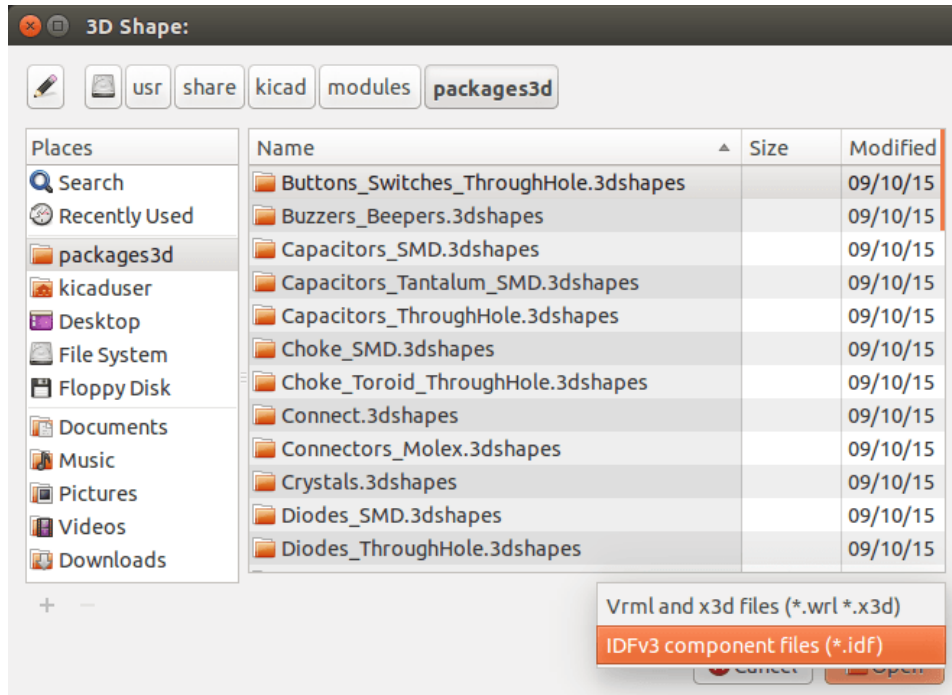 3D Shape:
usr share kicad modules packages3d
Places
Search
Recently Used
packages3d
kicaduser
Desktop
File System
Floppy Disk
Documents
Music
Pictures
Videos
Downloads
Name Size Modified
Buttons_Switches_ThroughHole.3dshapes 09/10/15
Buzzers_Beepers.3dshapes 09/10/15
Capacitors_SMD.3dshapes 09/10/15
Capacitors_Tantalum_SMD.3dshapes 09/10/15
Capacitors_ThroughHole.3dshapes 09/10/15
Choke_SMD.3dshapes 09/10/15
Choke_Toroid_ThroughHole.3dshapes 09/10/15
Connect.3dshapes 09/10/15
Connectors_Molex.3dshapes 09/10/15
Crystals.3dshapes 09/10/15
Diodes_SMD.3dshapes 09/10/15
Diodes_ThroughHole.3dshapes 09/10/15
Vrml and x3d files (*.wrl *.x3d)
IDFv3 component files (*.idf)
Cancel Open